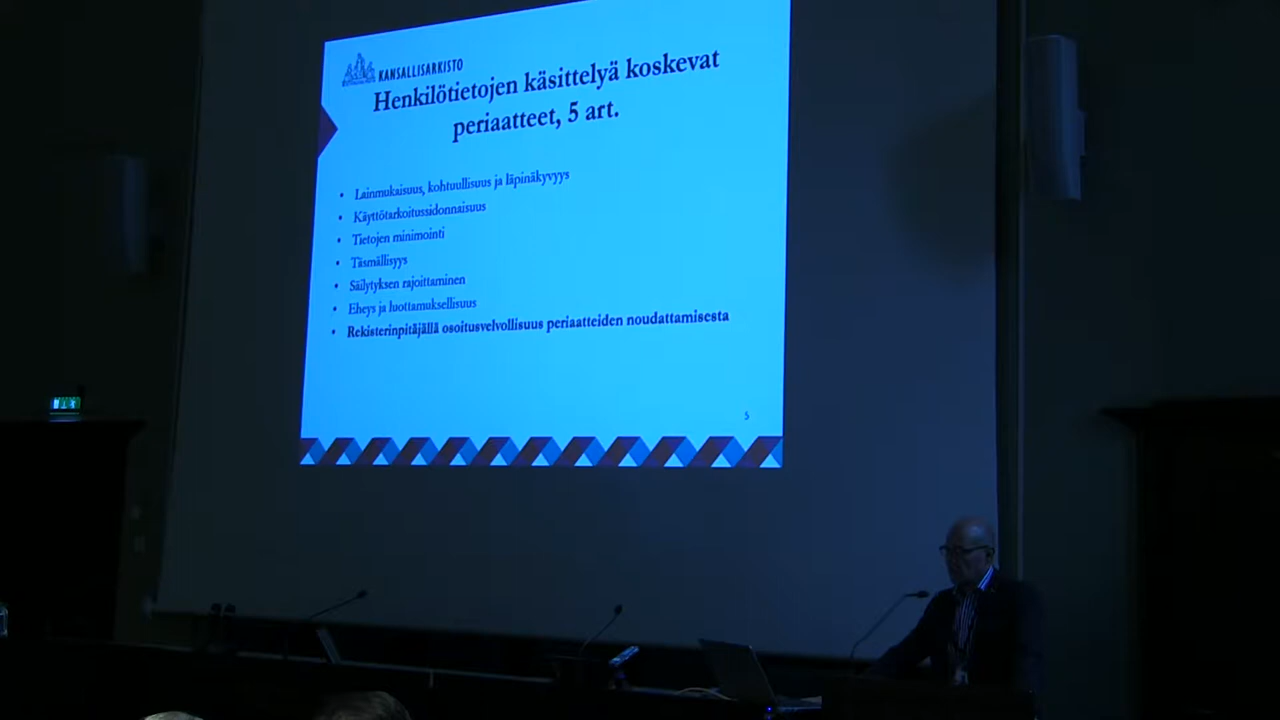 KANSALLISARKISTO
Henkilötietojen käsittelyä koskevat
periaatteet, 5 art.
• Lainmukaisuus, kohtuullisuus ja läpinäkyvyys
• Käyttötarkoitussidonnaisuus
• Tietojen minimointi
• Täsmällisyys
• Säilytyksen rajoittaminen
• Eheys ja luottamuksellisuus
• Rekisterinpitäjällä osoitusvelvollisuus periaatteiden noudattamisesta
5